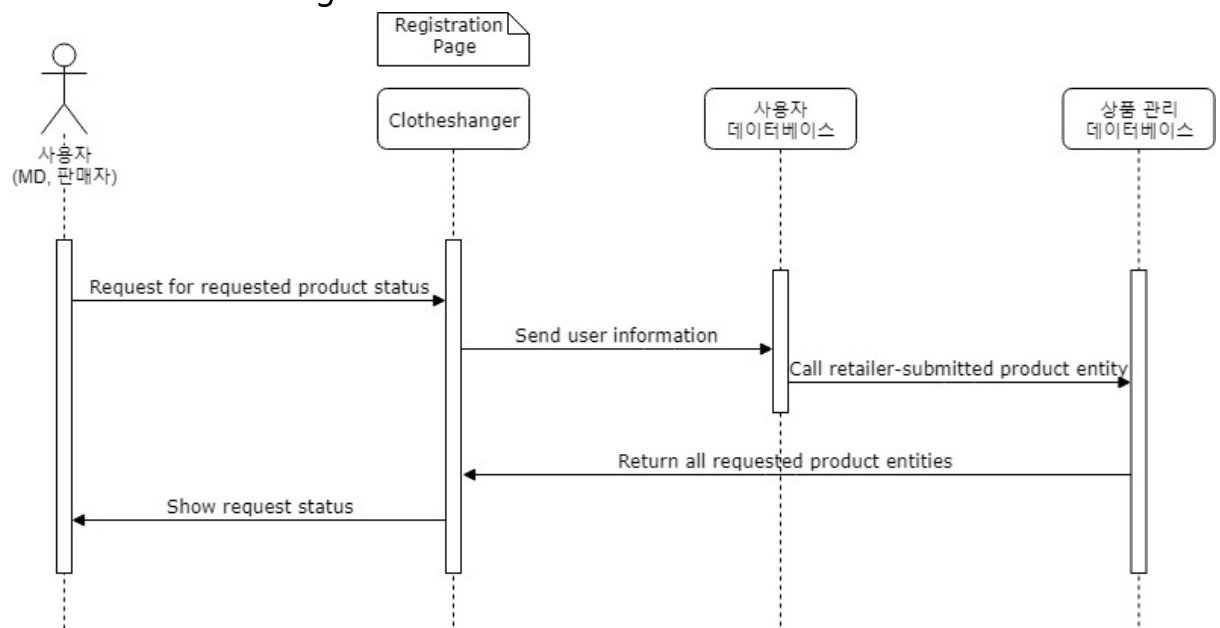 Registration
Page
Clotheshanger
사용자
데이터베이스
상품 관리
데이터베이스
사용자
(MD, 판매자)
Request for requested product status
Send user information
Call retailer-submitted product entity
Return all requested product entities
Show request status